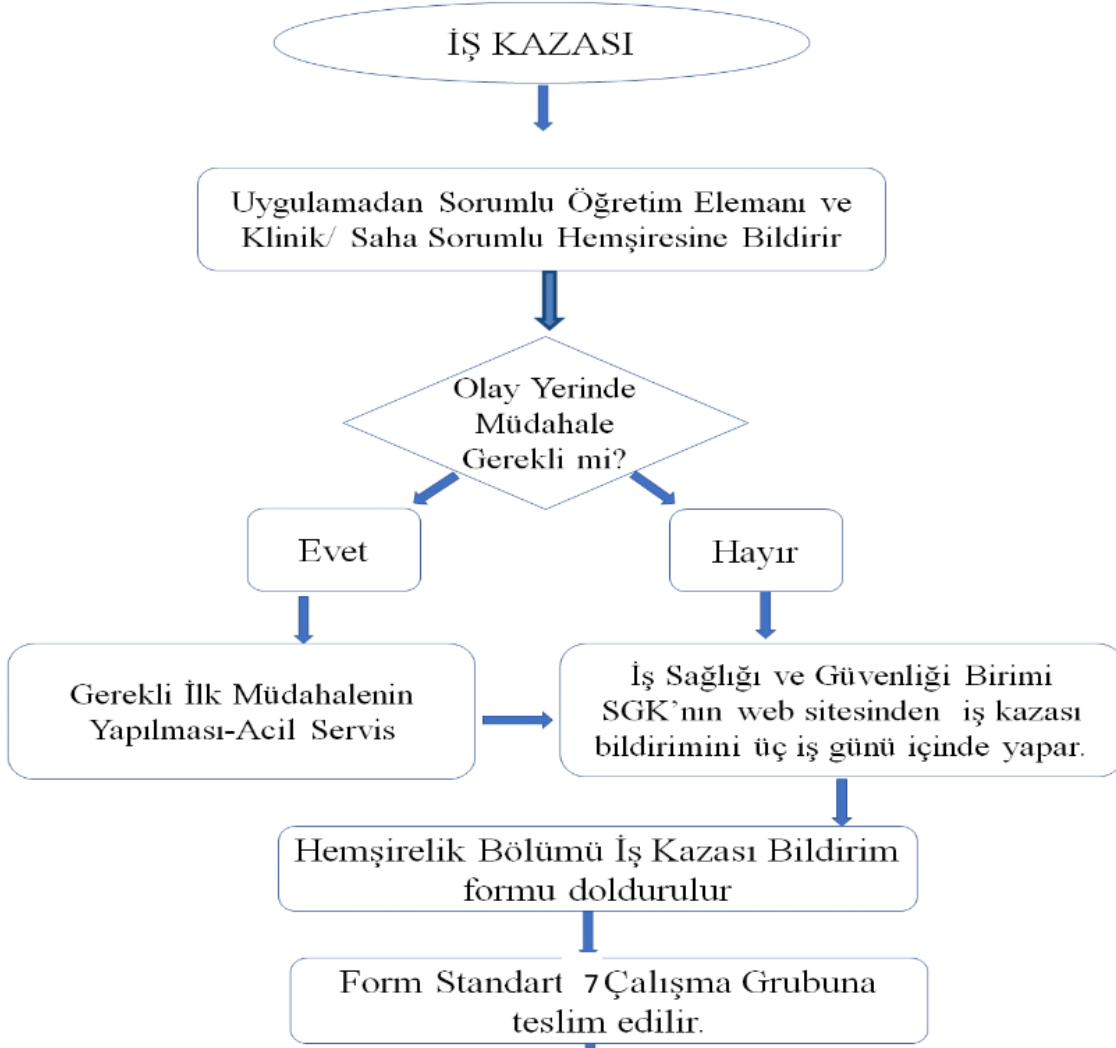 İŞ KAZASI
Uygulamadan Sorumlu Öğretim Elemanı ve
Klinik/ Saha Sorumlu Hemşiresine Bildirir
Olay Yerinde
Müdahale
Gerekli mi?
Evet
Hayır
Gerekli İlk Müdahalenin
Yapılması-Acil Servis
İş Sağlığı ve Güvenliği Birimi
SGK’nın web sitesinden iş kazası
bildirimini üç iş günü içinde yapar.
Hemşirelik Bölümü İş Kazası Bildirim
formu doldurulur
Form Standart 7 Çalışma Grubuna
teslim edilir.